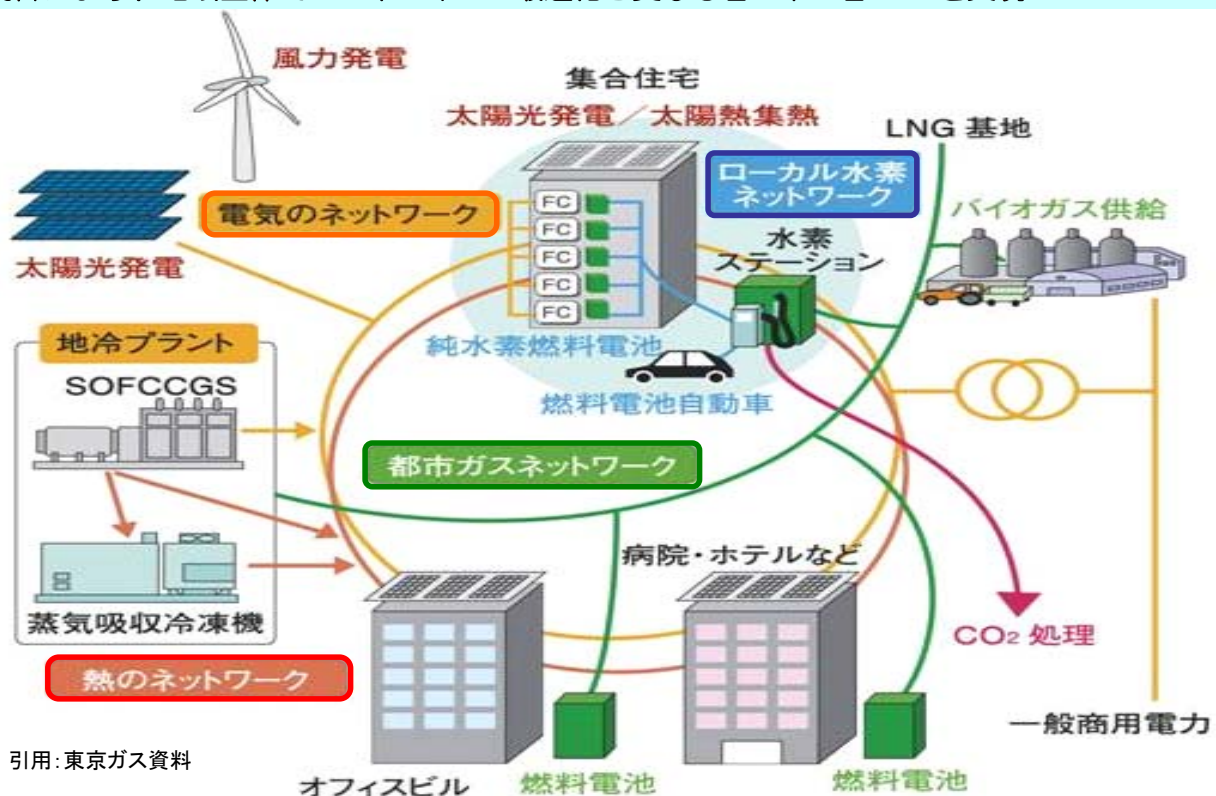 風力発電
集合住宅
太陽光発電／太陽熱集熱
LNG 基地
ローカル水素
ネットワーク
電気のネットワーク
バイオガス供給
太陽光発電
水素
ステーション
FC
FC
FC
FC
FC
地冷プラント
純水素燃料電池
SOFCCGS
燃料電池自動車
都市ガスネットワーク
病院・ホテルなど
蒸気吸収冷凍機
CO₂ 処理
熱のネットワーク
一般商用電力
引用：東京ガス資料
オフィスビル
燃料電池
燃料電池